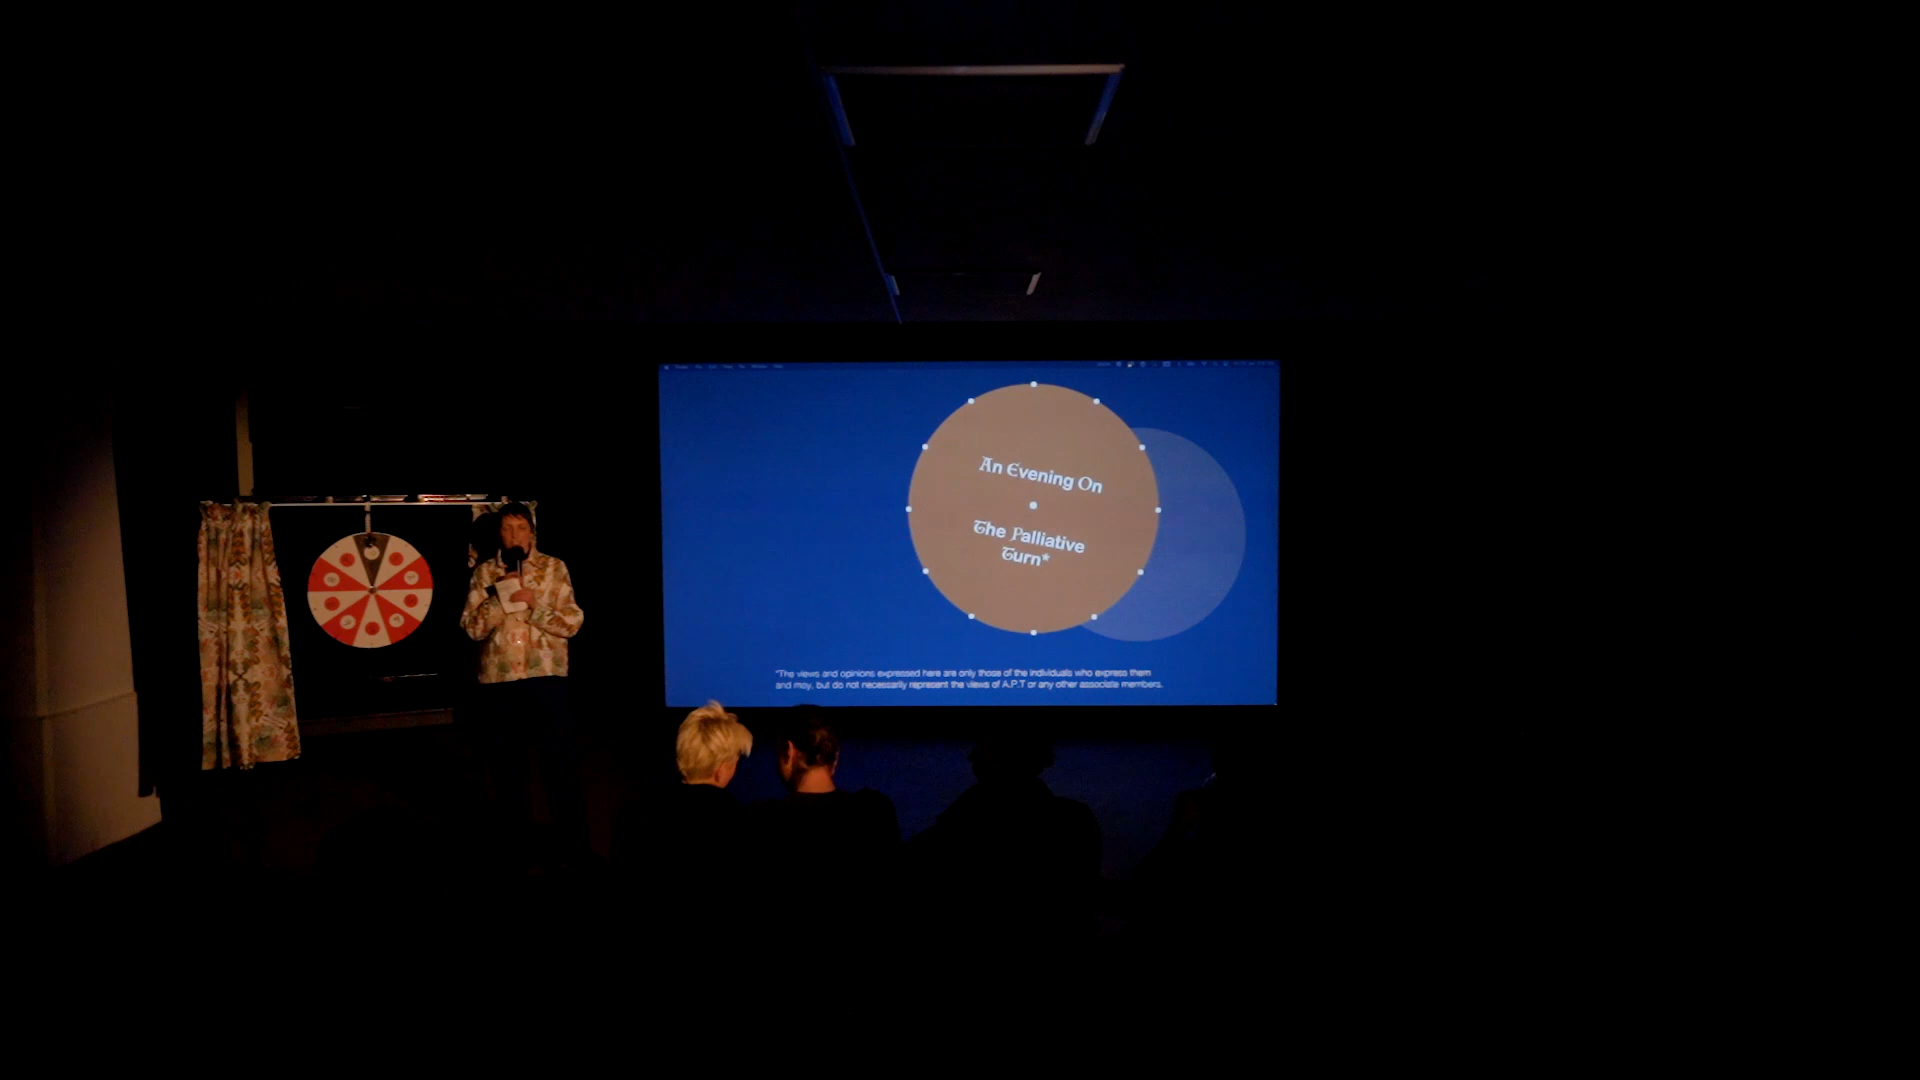 An Evening On
The Palliative
Turn*
*The views and opinions expressed here are only those of the individuals who express them
and may, but do not necessarily represent the views of A.P.T or any other associate members.